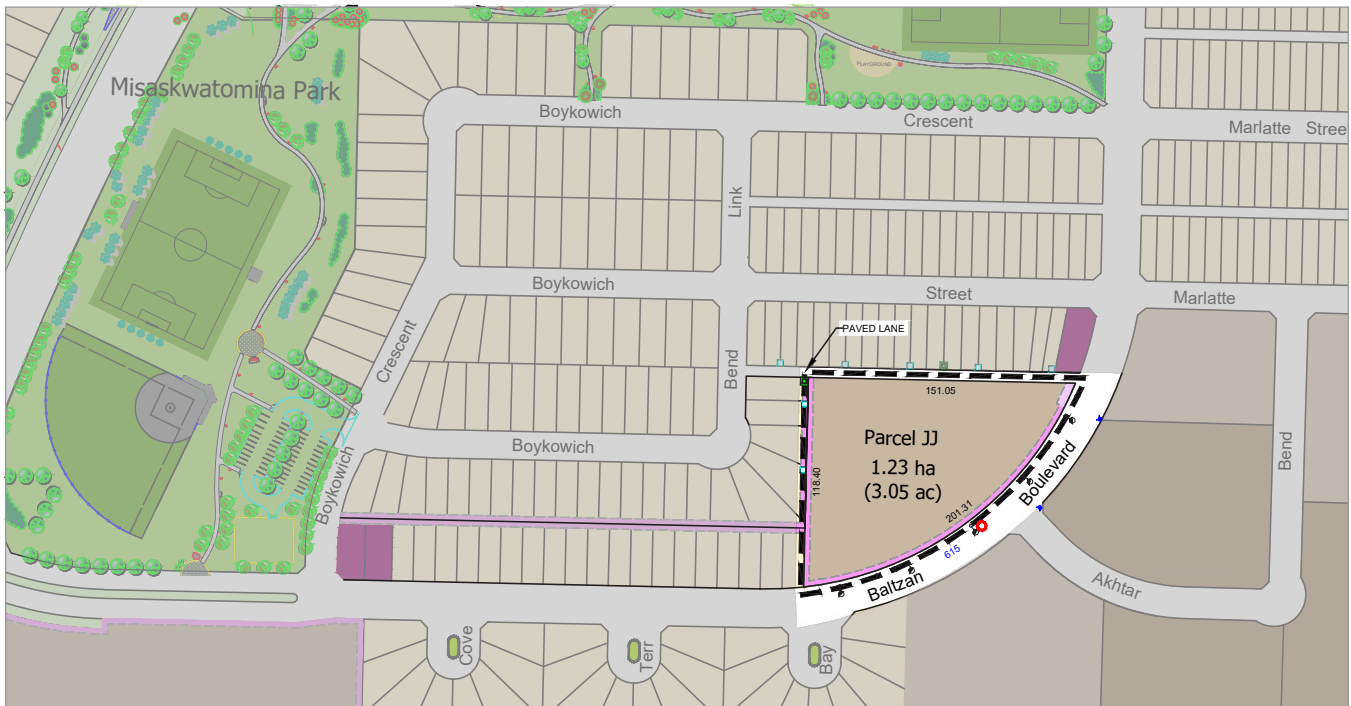 PLAYGROUND
Misaskwatomina Park
Boykowich
Crescent
Marlatte Stree
Link
Boykowich
Street
Marlatte
PAVED LANE
Crescent
Bend
151.05
Parcel JJ
1.23 ha
(3.05 ac)
118.40
201.31
615
Boykowich
Boykowich
Baltzan
Boulevard
Bend
Akhtar
Cove
Terr
Bay